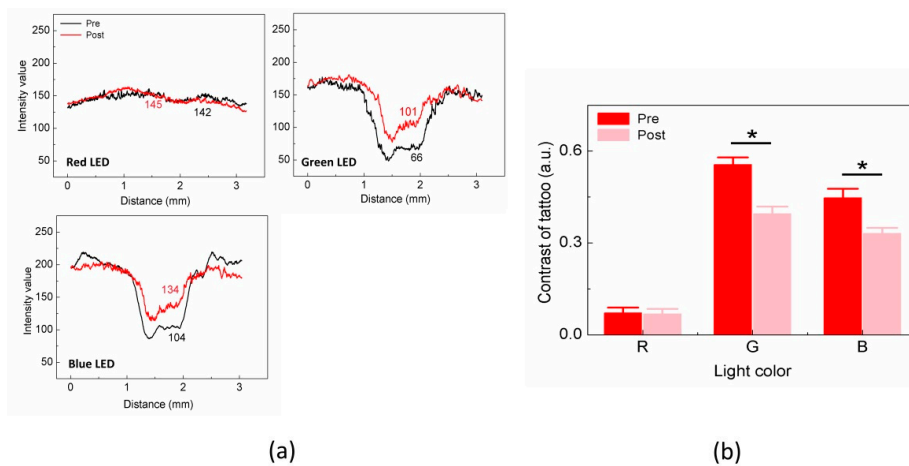 250
200
150
100
50
Intensity value
Pre
Post
145
142
Red LED
0 1 2 3
Distance (mm)
250
200
150
100
50
101
66
Green LED
0 1 2 3
Distance (mm)
250
200
150
100
50
Intensity value
134
104
Blue LED
0 1 2 3
Distance (mm)
(a)
Contrast of tattoo (a.u.)
0.6
0.3
0.0
Pre
Post
*
*
R G B
Light color
(b)